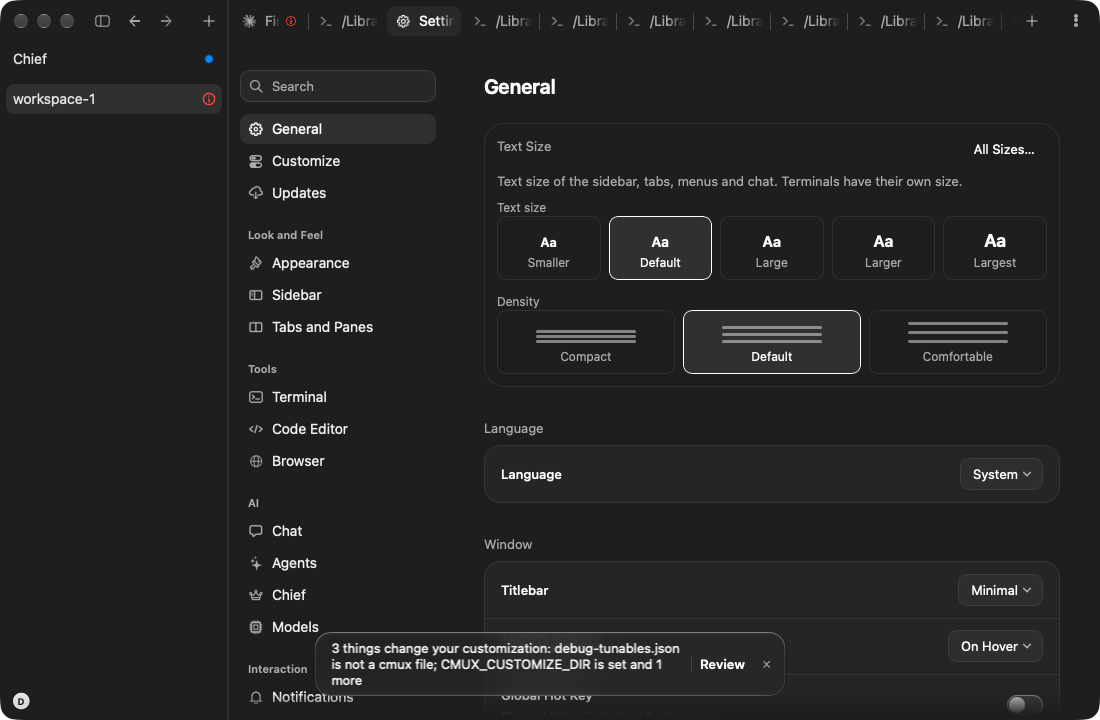 Fi
/Libra
Settin
/Libra
/Libra
/Libra
/Libra
/Libra
/Libra
/Libra
Chief
workspace-1
D
Search
General
Customize
Updates
Look and Feel
Appearance
Sidebar
Tabs and Panes
Tools
Terminal
Code Editor
Browser
AI
Chat
Agents
Chief
Models
Interaction
Notifications
General
Text Size
All Sizes...
Text size of the sidebar, tabs, menus and chat. Terminals have their own size.
Text size
Aa Aa Aa Aa Aa
Smaller Default Large Larger Largest
Density
Compact Default Comfortable
Language
Language System
Window
Titlebar Minimal
On Hover
Global Hot Key
3 things change your customization: debug-tunables.json
is not a cmux file; CMUX_CUSTOMIZE_DIR is set and 1
more
Review